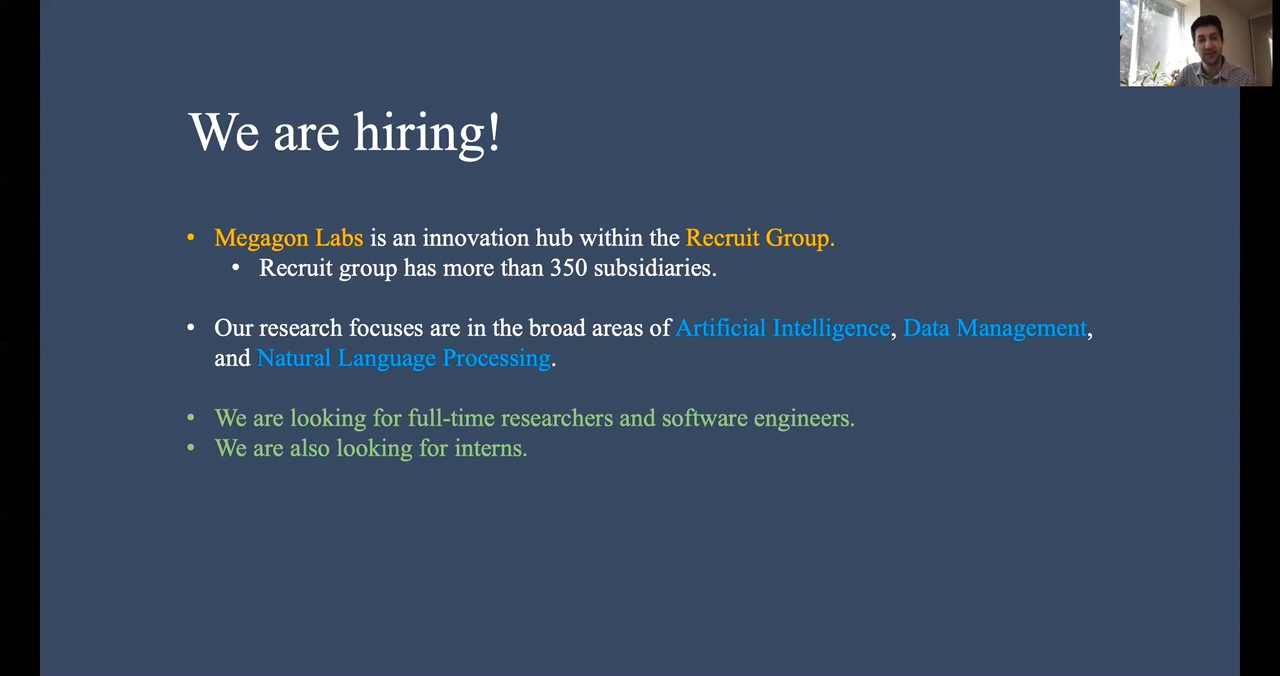 We are hiring!
• Megagon Labs is an innovation hub within the Recruit Group.
• Recruit group has more than 350 subsidiaries.
• Our research focuses are in the broad areas of Artificial Intelligence, Data Management,
and Natural Language Processing.
• We are looking for full-time researchers and software engineers.
• We are also looking for interns.